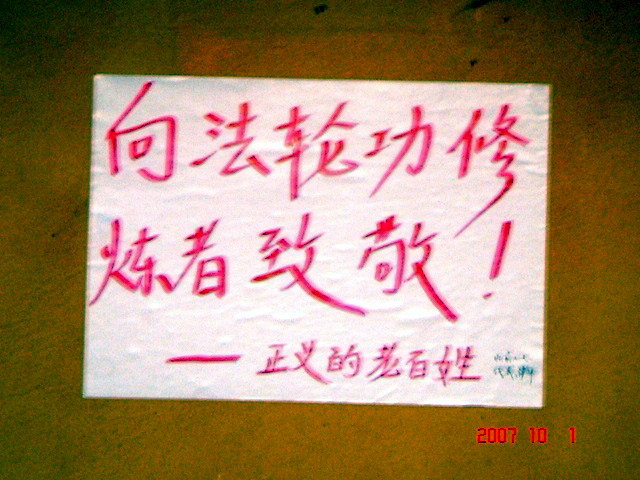 向法轮功修
炼者致敬！
—— 正义的老百姓
2007 10 1